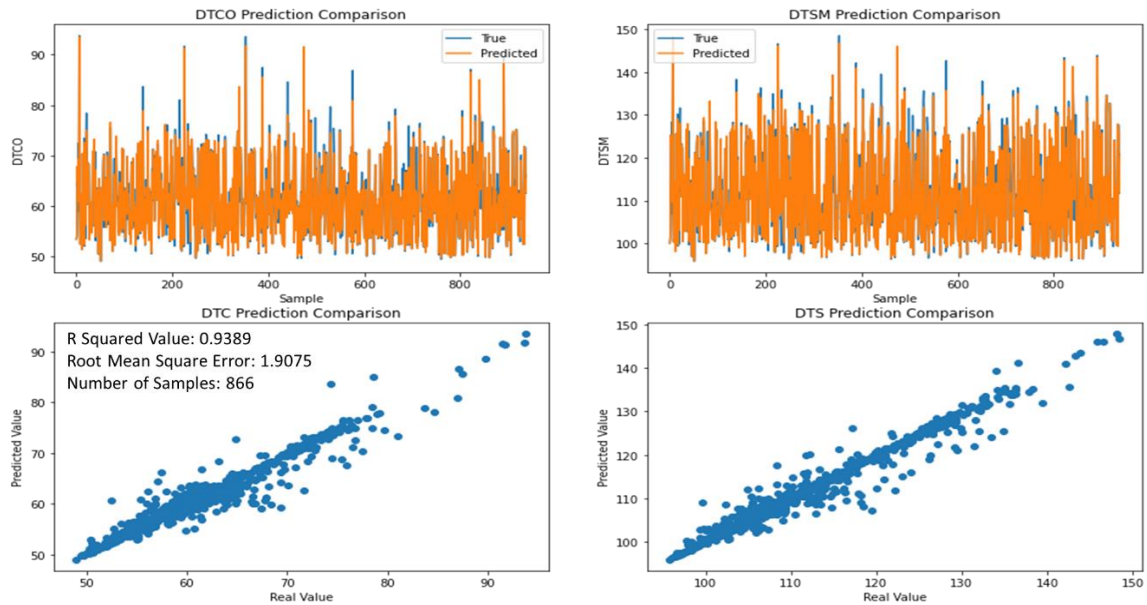 DTCO Prediction Comparison
True
Predicted
90
80
70
60
50
DTCO
0
200
400
600
800
Sample
DTSM Prediction Comparison
True
Predicted
150
140
130
120
110
100
DTSM
0
200
400
600
800
Sample
DTC Prediction Comparison
R Squared Value: 0.9389
Root Mean Square Error: 1.9075
Number of Samples: 866
90
80
70
60
50
Predicted Value
50
60
70
80
90
Real Value
DTS Prediction Comparison
150
140
130
120
110
100
Predicted Value
100
110
120
130
140
150
Real Value